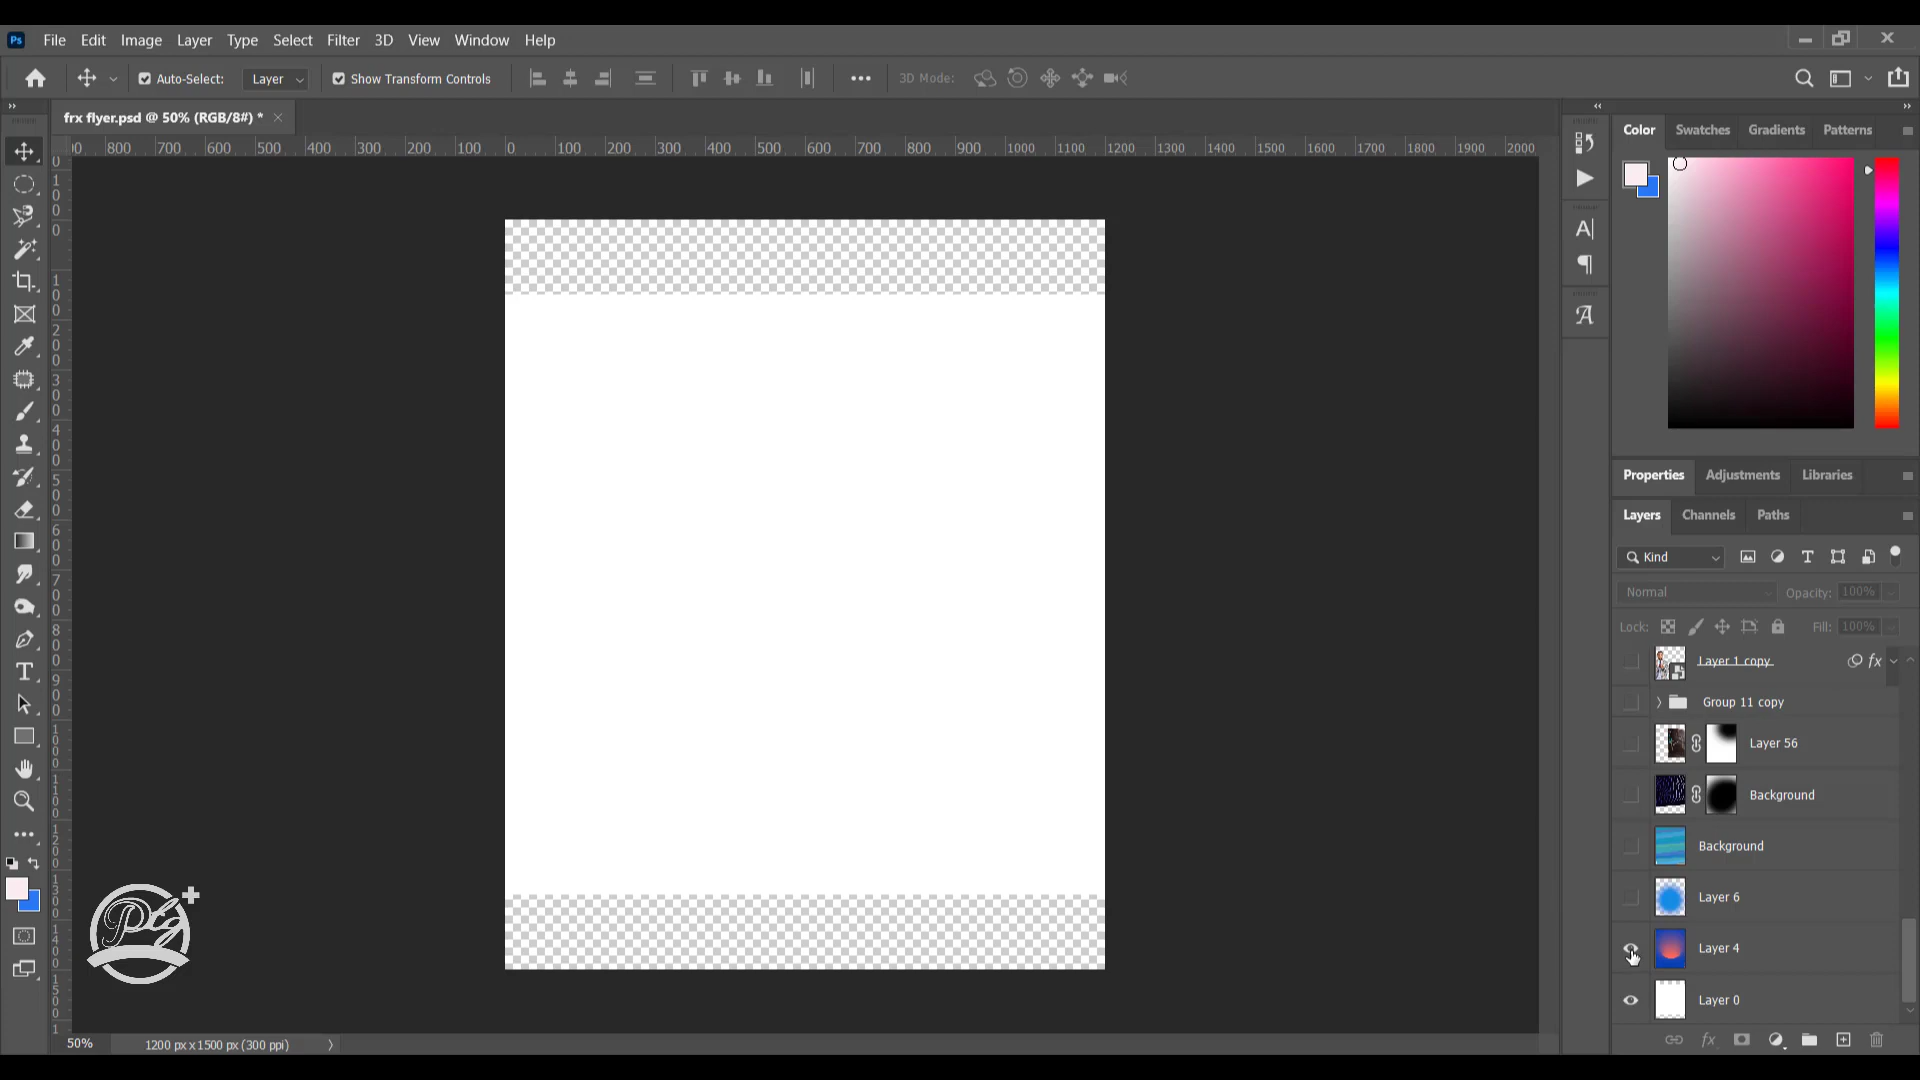 Ps File Edit Image Layer Type Select Filter 3D View Window Help
Auto-Select: Layer Show Transform Controls 3D Mode:
frx flyer.psd @ 50% (RGB/8#) *
800 700 600 500 400 300 200 100 0 100 200 300 400 500 600 700 800 900 1000 1100 1200 1300 1400 1500 1600 1700 1800 1900 2000
Color Swatches Gradients Patterns
Properties Adjustments Libraries
Layers Channels Paths
Kind
Normal Opacity: 100%
Lock: Fill: 100%
Layer 1 copy fx
Group 11 copy
Layer 56
Background
Background
Layer 6
Layer 4
Layer 0
fx
Plg
50% 1200 px x 1500 px (300 ppi)